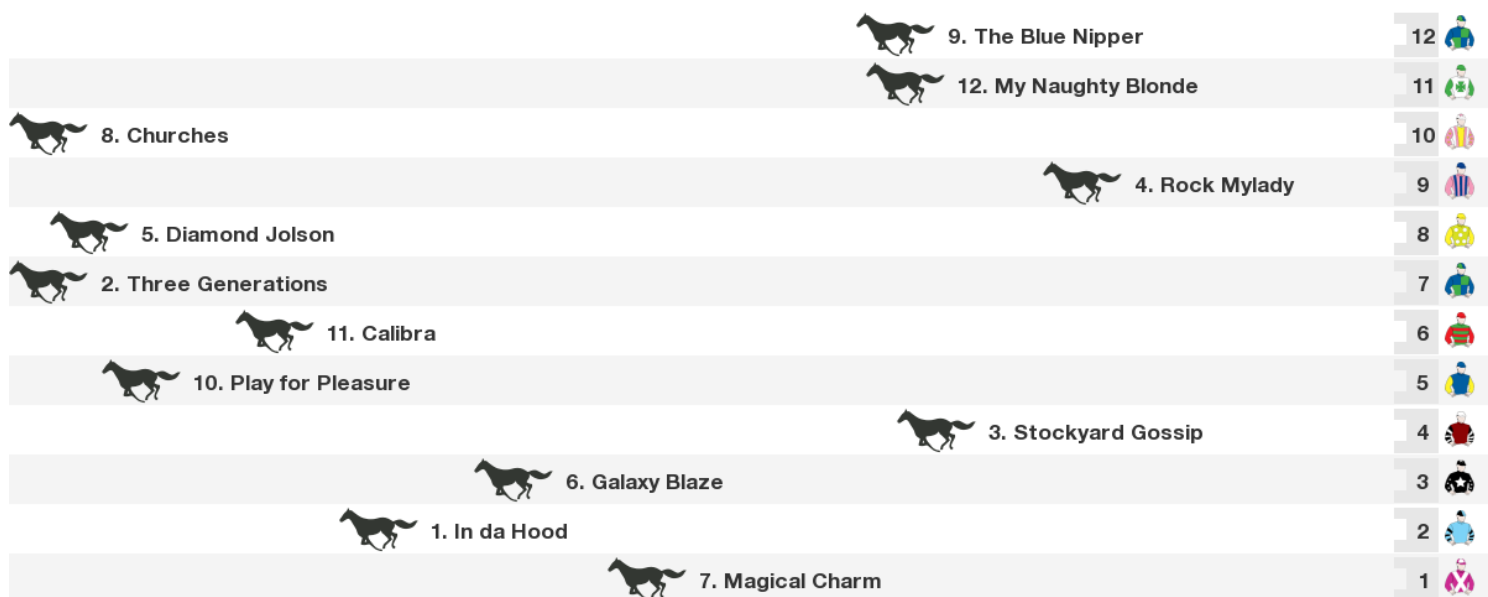 9. The Blue Nipper 12
12. My Naughty Blonde 11
8. Churches 10
4. Rock Mylady 9
5. Diamond Jolson 8
2. Three Generations 7
11. Calibra 6
10. Play for Pleasure 5
3. Stockyard Gossip 4
6. Galaxy Blaze 3
1. In da Hood 2
7. Magical Charm 1